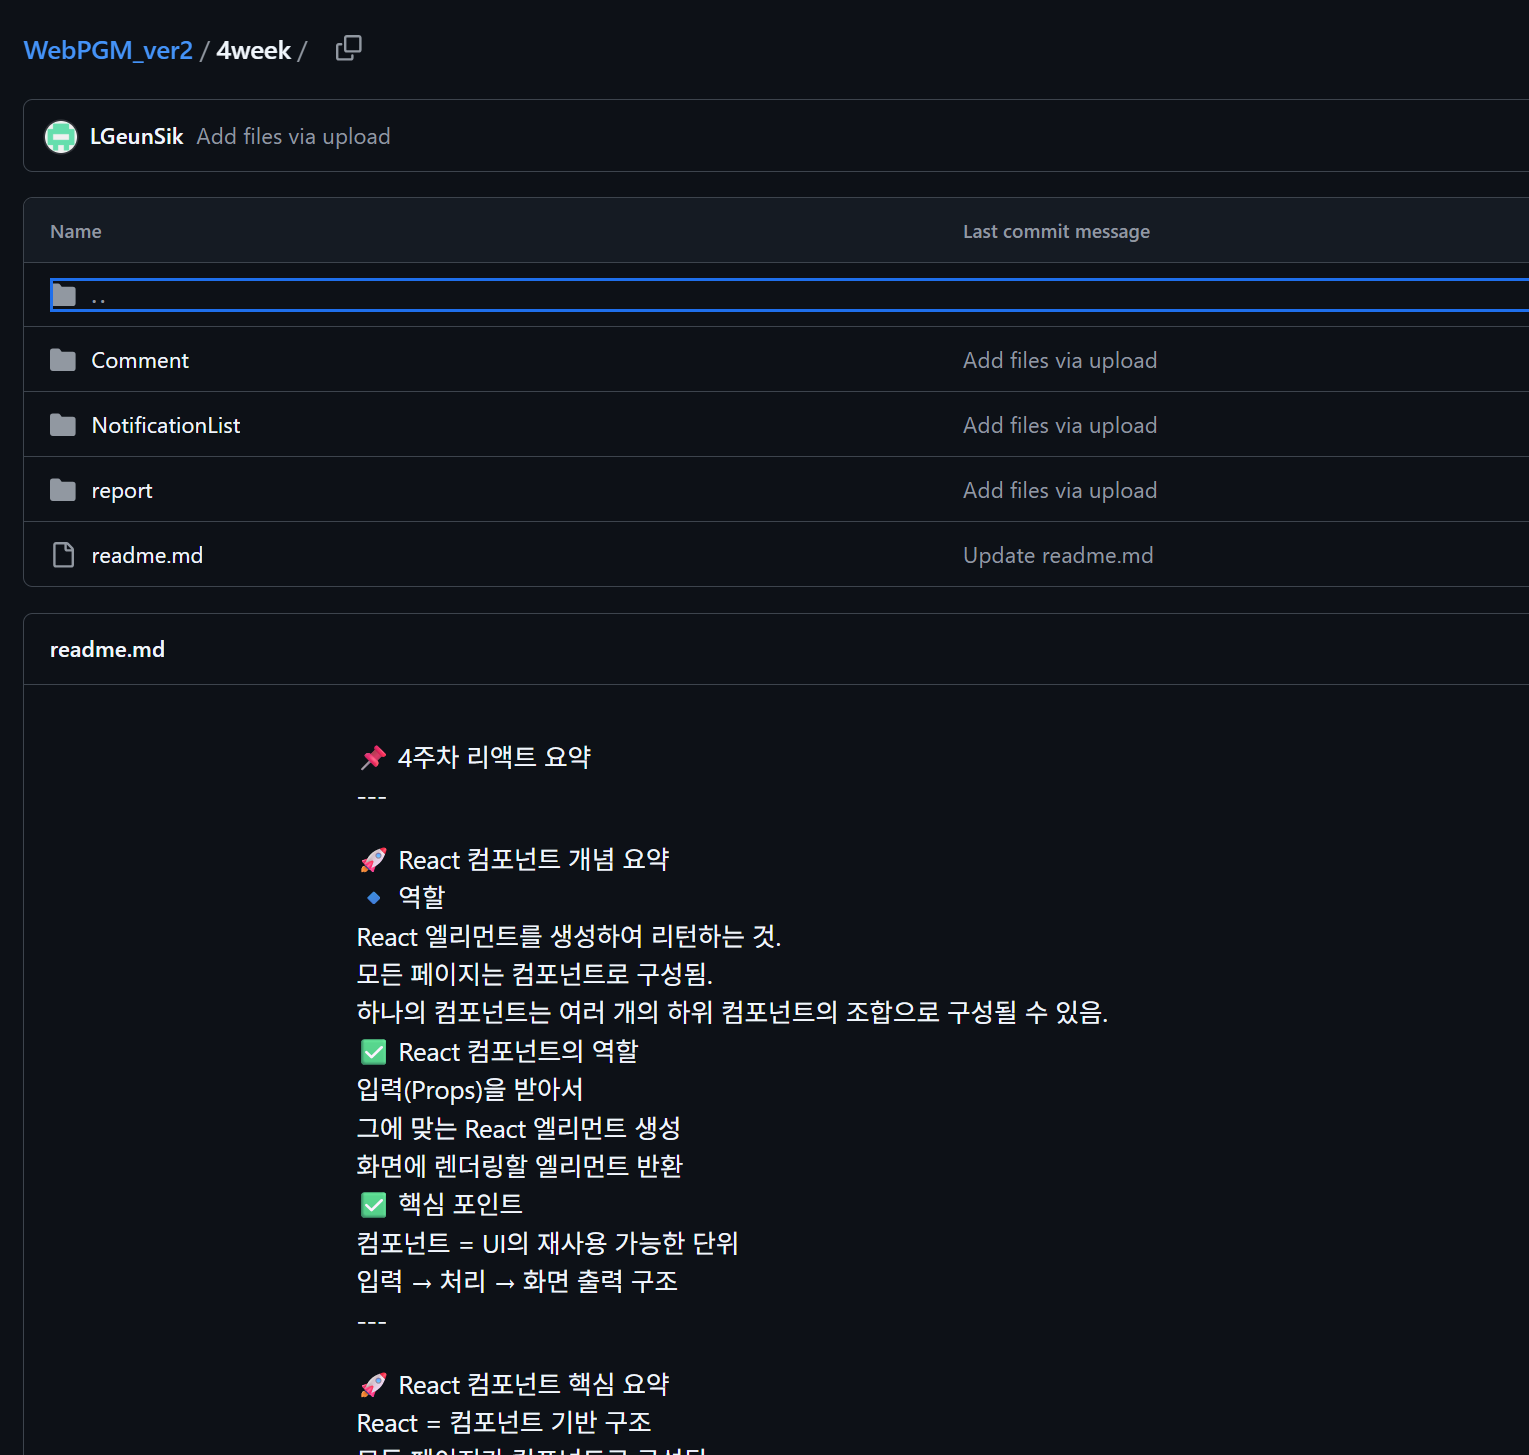 WebPGM_ver2 / 4week /
LGeunSik Add files via upload
Name Last commit message
..
Comment Add files via upload
NotificationList Add files via upload
report Add files via upload
readme.md Update readme.md
readme.md
📌 4주차 리액트 요약
---
🚀 React 컴포넌트 개념 요약
🔹 역할
React 엘리먼트를 생성하여 리턴하는 것.
모든 페이지는 컴포넌트로 구성됨.
하나의 컴포넌트는 여러 개의 하위 컴포넌트의 조합으로 구성될 수 있음.
✅ React 컴포넌트의 역할
입력(Props)을 받아서
그에 맞는 React 엘리먼트 생성
화면에 렌더링할 엘리먼트 반환
✅ 핵심 포인트
컴포넌트 = UI의 재사용 가능한 단위
입력 → 처리 → 화면 출력 구조
---
🚀 React 컴포넌트 핵심 요약
React = 컴포넌트 기반 구조